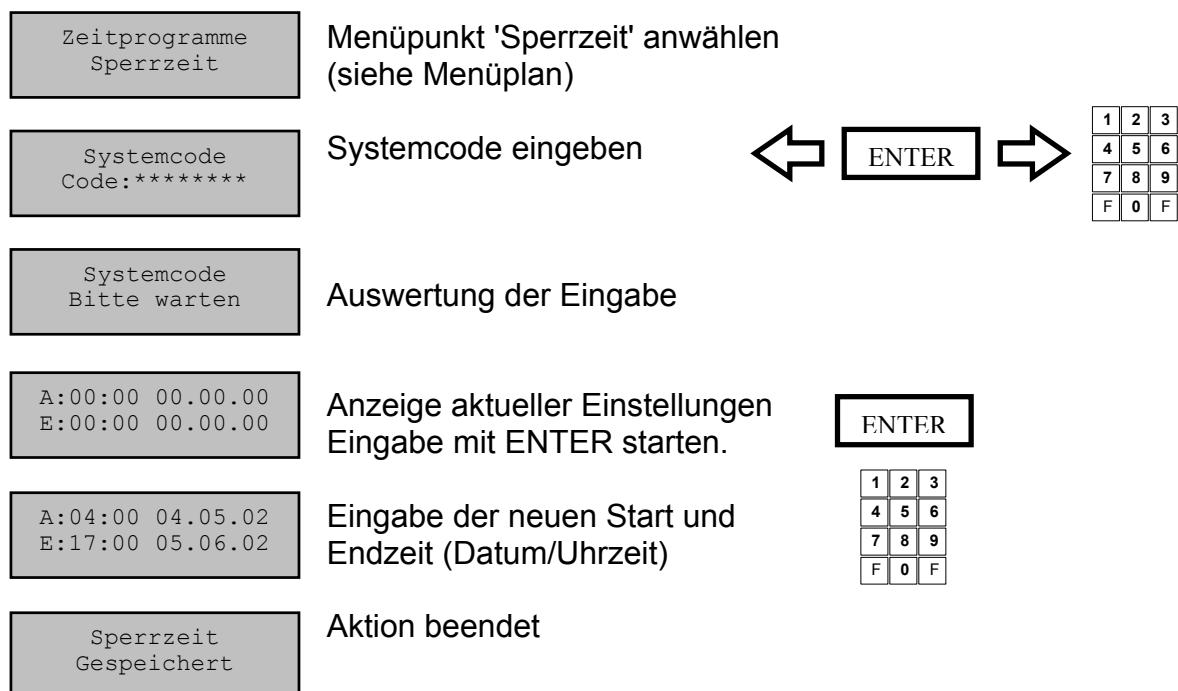 Zeitprogramme
Sperrzeit
Menüpunkt 'Sperrzeit' anwählen
(siehe Menüplan)
Systemcode
Code:********
Systemcode eingeben
ENTER
1 2 3
4 5 6
7 8 9
F 0 F
Systemcode
Bitte warten
Auswertung der Eingabe
A:00:00 00.00.00
E:00:00 00.00.00
Anzeige aktueller Einstellungen
Eingabe mit ENTER starten.
ENTER
A:04:00 04.05.02
E:17:00 05.06.02
Eingabe der neuen Start und
Endzeit (Datum/Uhrzeit)
1 2 3
4 5 6
7 8 9
F 0 F
Sperrzeit
Gespeichert
Aktion beendet